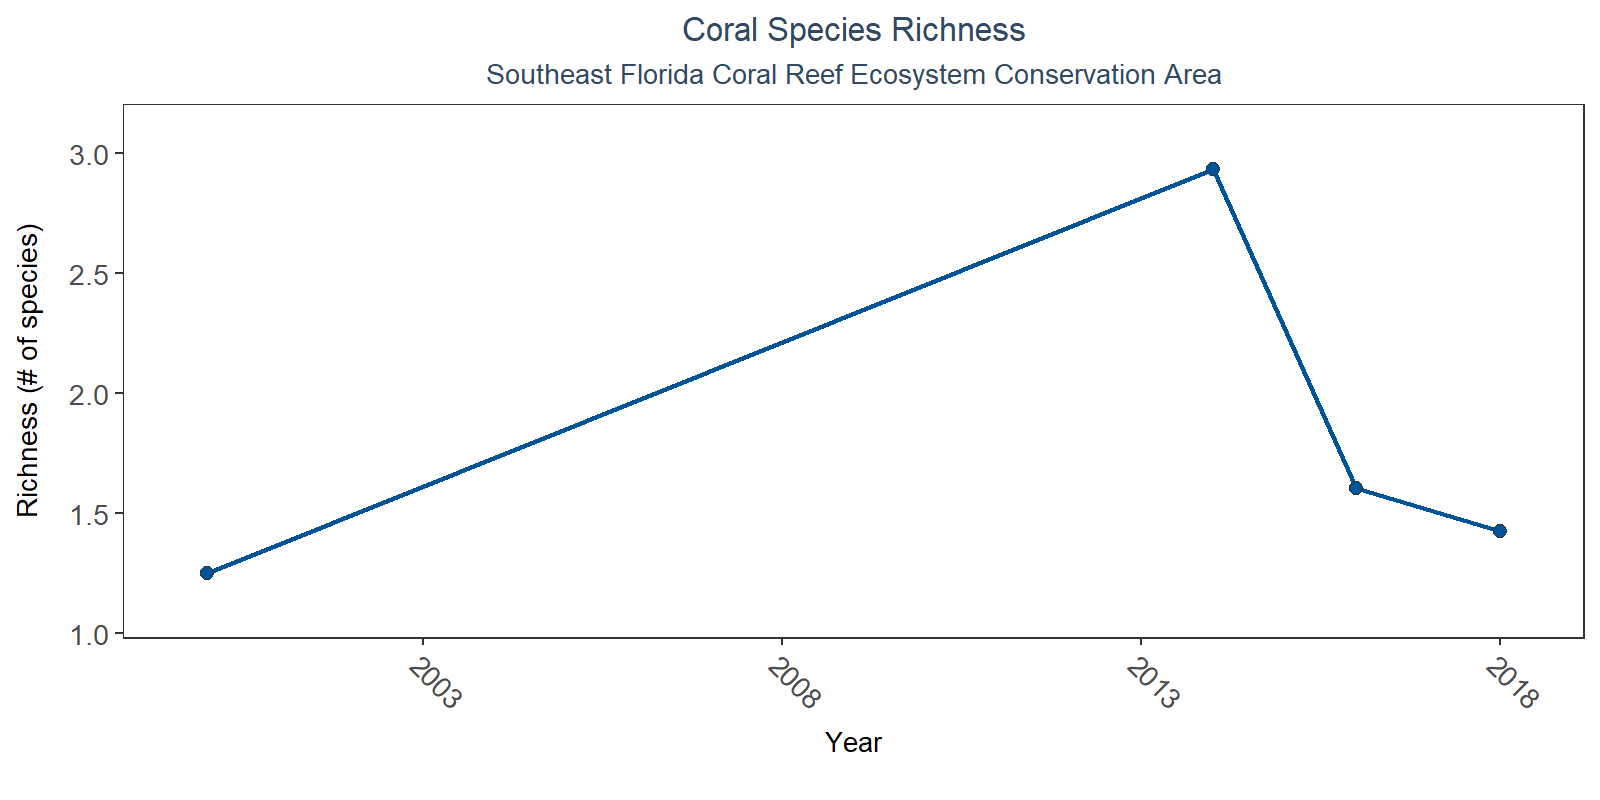 Coral Species Richness
Southeast Florida Coral Reef Ecosystem Conservation Area
Richness (# of species)
3.0
2.5
2.0
1.5
1.0
2003
2008
2013
2018
Year